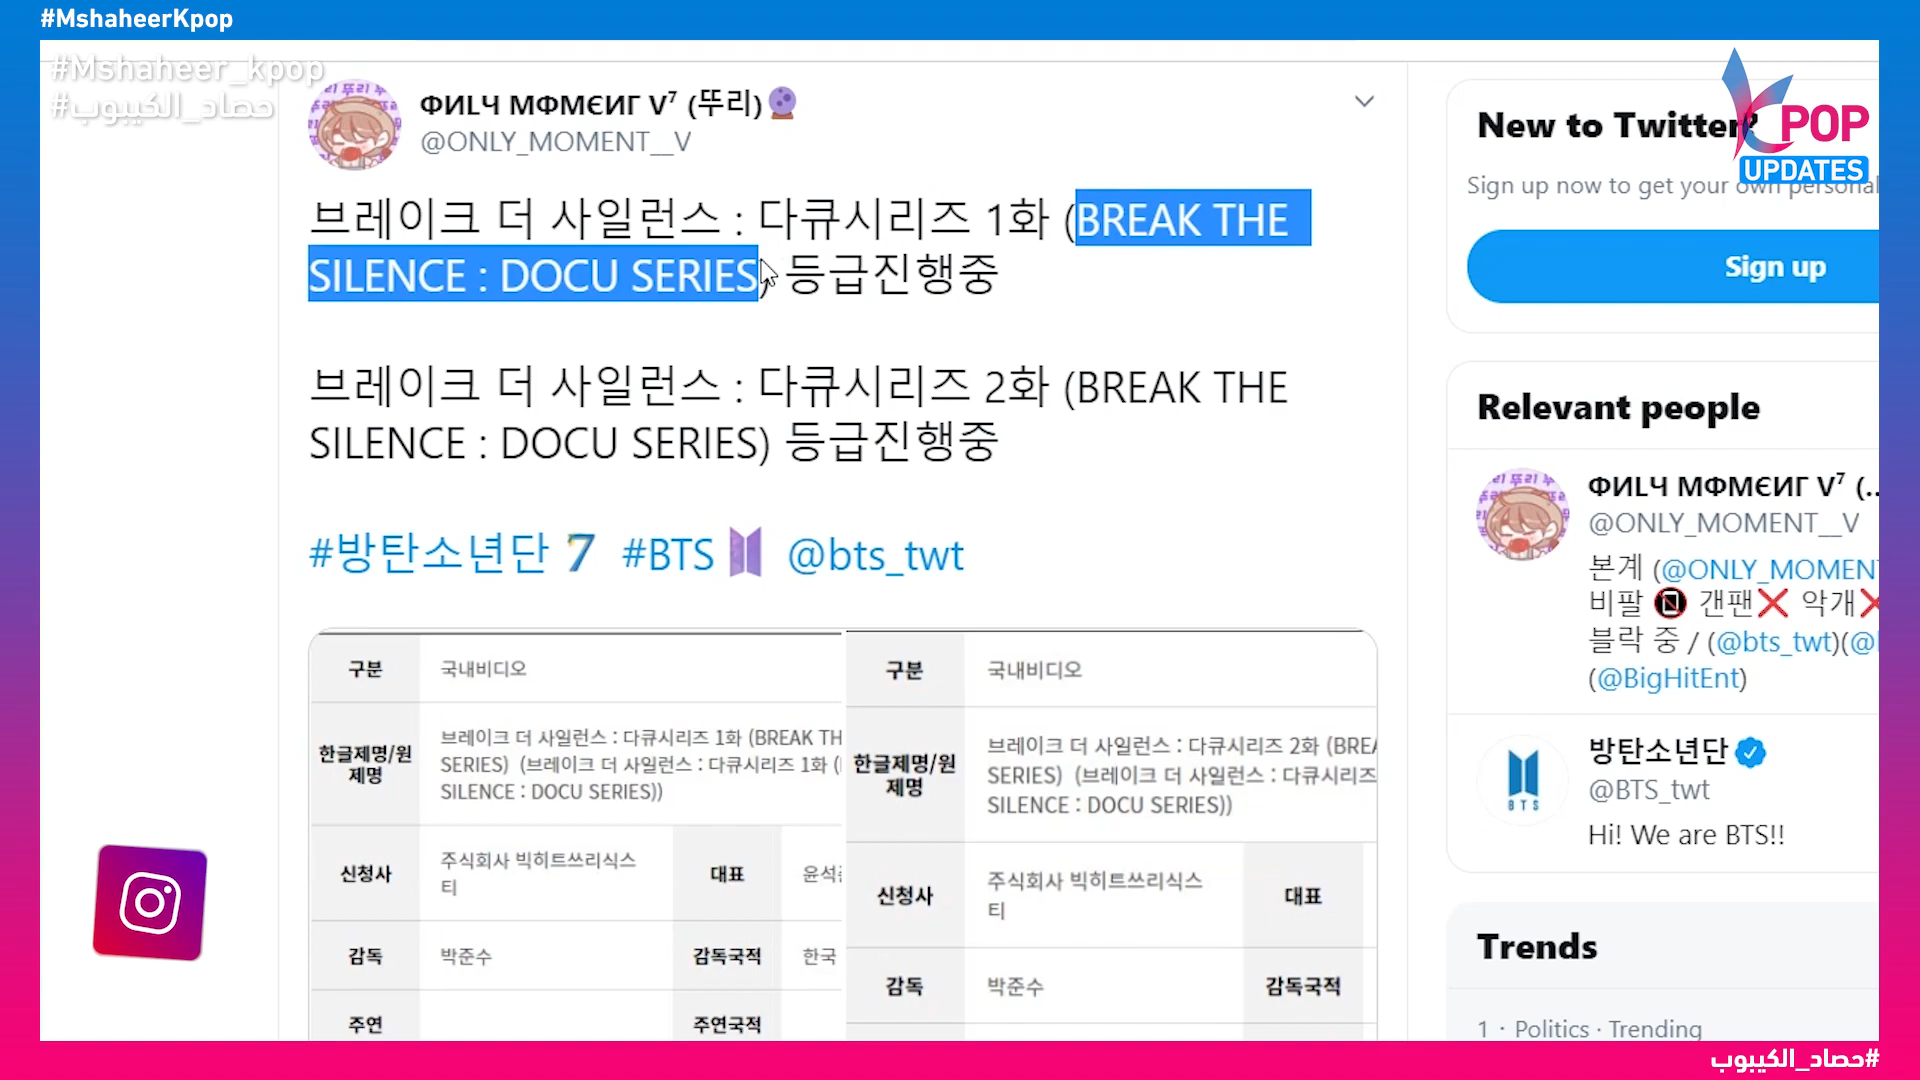 #MshaheerKpop
#Mshaheer_kpop
#حصاد_الكيبوب
ФИLЧ МФМЄИГ V⁷ (뚜리)🔮
@ONLY_MOMENT__V
브레이크 더 사일런스 : 다큐시리즈 1화 (BREAK THE
SILENCE : DOCU SERIES) 등급진행중
브레이크 더 사일런스 : 다큐시리즈 2화 (BREAK THE
SILENCE : DOCU SERIES) 등급진행중
#방탄소년단 7 #BTS @bts_twt
구분 국내비디오
한글제명/원
제명
브레이크 더 사일런스 : 다큐시리즈 1화 (BREAK TH
SERIES) (브레이크 더 사일런스 : 다큐시리즈 1화 (
SILENCE : DOCU SERIES))
신청사
주식회사 빅히트쓰리식스
티
대표
윤석
감독 박준수 감독국적 한국
주연 주연국적
구분 국내비디오
한글제명/원
제명
브레이크 더 사일런스 : 다큐시리즈 2화 (BREA
SERIES) (브레이크 더 사일런스 : 다큐시리즈
SILENCE : DOCU SERIES))
신청사
주식회사 빅히트쓰리식스
티
대표
감독 박준수 감독국적
New to Twitter?
KPOP
UPDATES
Sign up now to get your own personal
Sign up
Relevant people
ФИLЧ МФМЄИГ V⁷ (..
@ONLY_MOMENT__V
본계 (@ONLY_MOMEN
비팔 📵 갠팬❌ 악개❌
블락 중 / (@bts_twt)(@
(@BigHitEnt)
방탄소년단
@BTS_twt
BTS
Hi! We are BTS!!
Trends
1 · Politics · Trending
#حصاد_الكيبوب